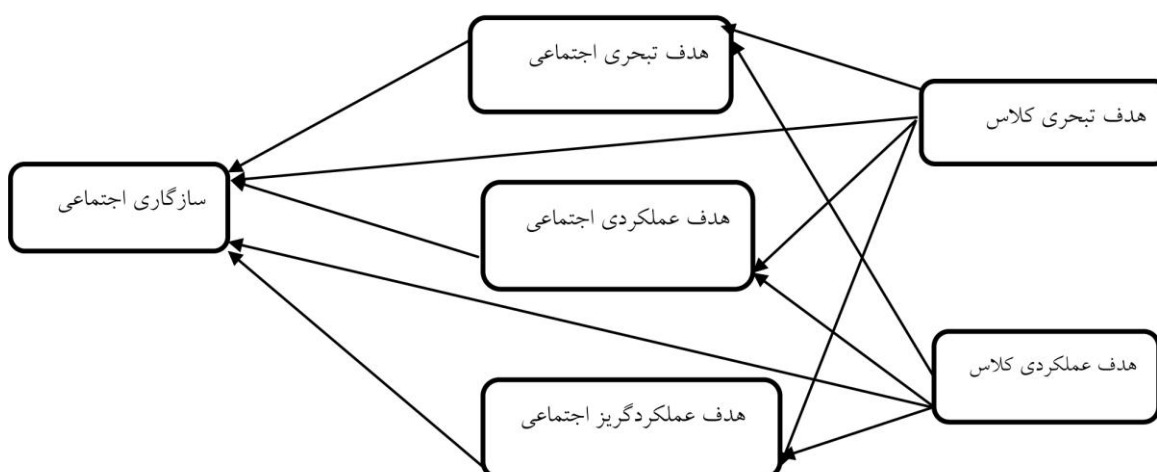 هدف تبحری اجتماعی
هدف تبحری کلاس
سازگاری اجتماعی
هدف عملکردی اجتماعی
هدف عملکردی کلاس
هدف عملکردگریز اجتماعی